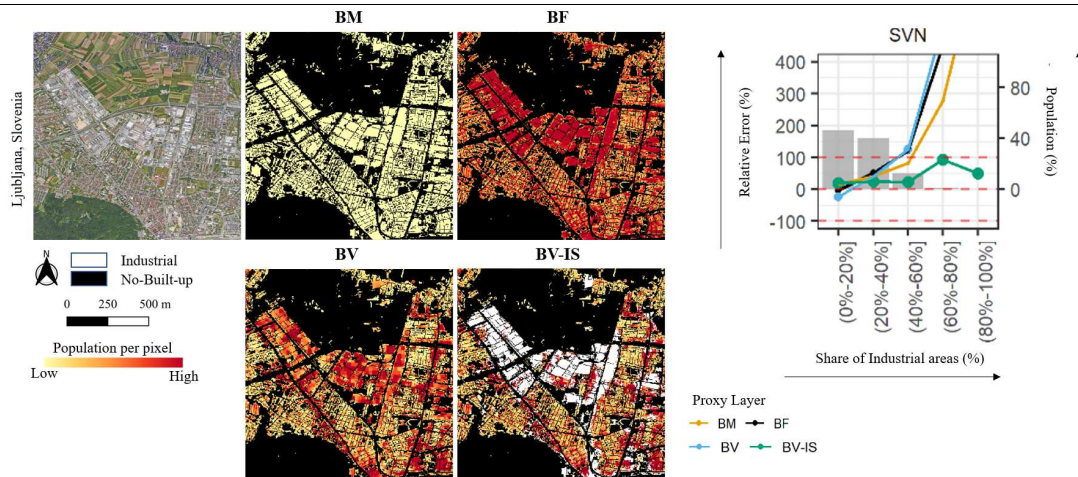 BM
BF
Ljubljana, Slovenia
N
Industrial
No-Built-up
0 250 500 m
Population per pixel
Low High
BV
BV-IS
SVN
Relative Error (%)
400
300
200
100
0
-100
80
40
0
Population (%)
(0%-20%]
(20%-40%]
(40%-60%]
(60%-80%]
(80%-100%]
Share of Industrial areas (%)
Proxy Layer
BM BF
BV BV-IS